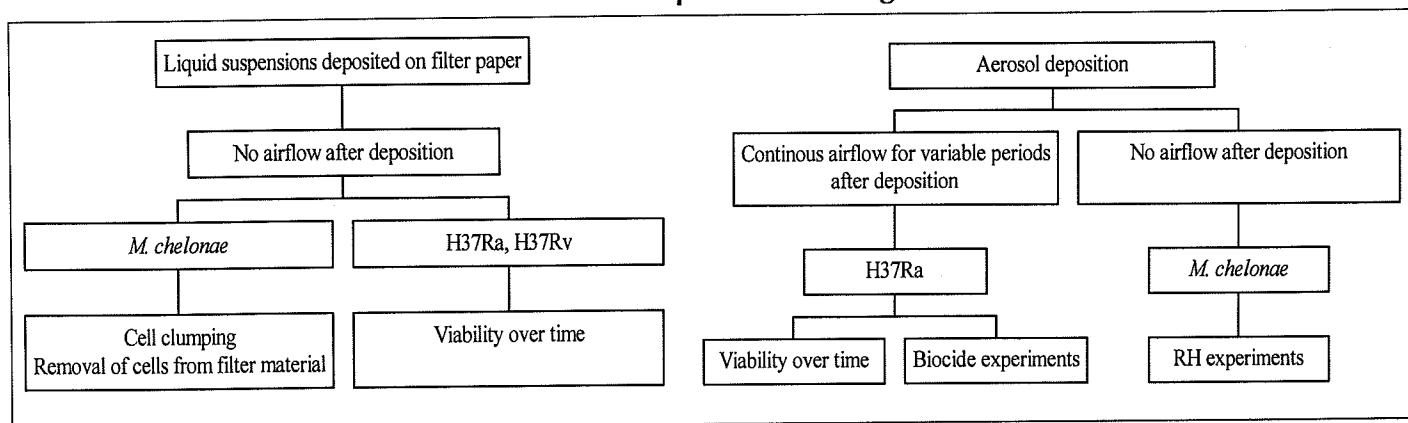 Liquid suspensions deposited on filter paper
No airflow after deposition
M. chelonae
H37Ra, H37Rv
Cell clumping
Removal of cells from filter material
Viability over time
Aerosol deposition
Continous airflow for variable periods
after deposition
No airflow after deposition
H37Ra
M. chelonae
Viability over time
Biocide experiments
RH experiments